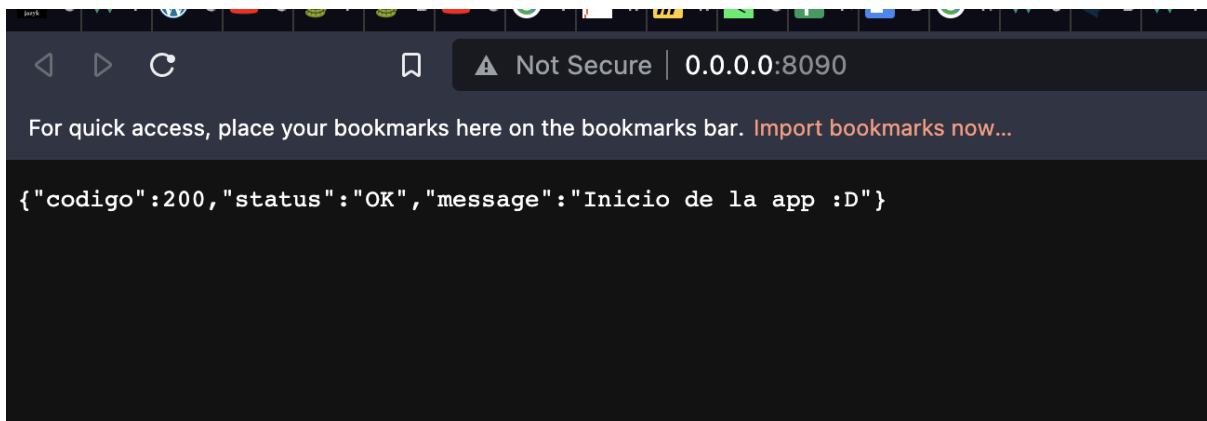 Not Secure 0.0.0.0:8090
For quick access, place your bookmarks here on the bookmarks bar. Import bookmarks now...
{"codigo":200,"status":"OK","message":"Inicio de la app :D"}